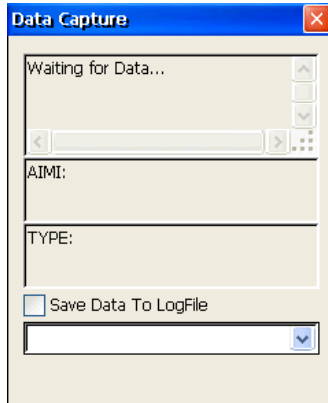 Data Capture
Waiting for Data...
AIMI:
TYPE:
Save Data To LogFile